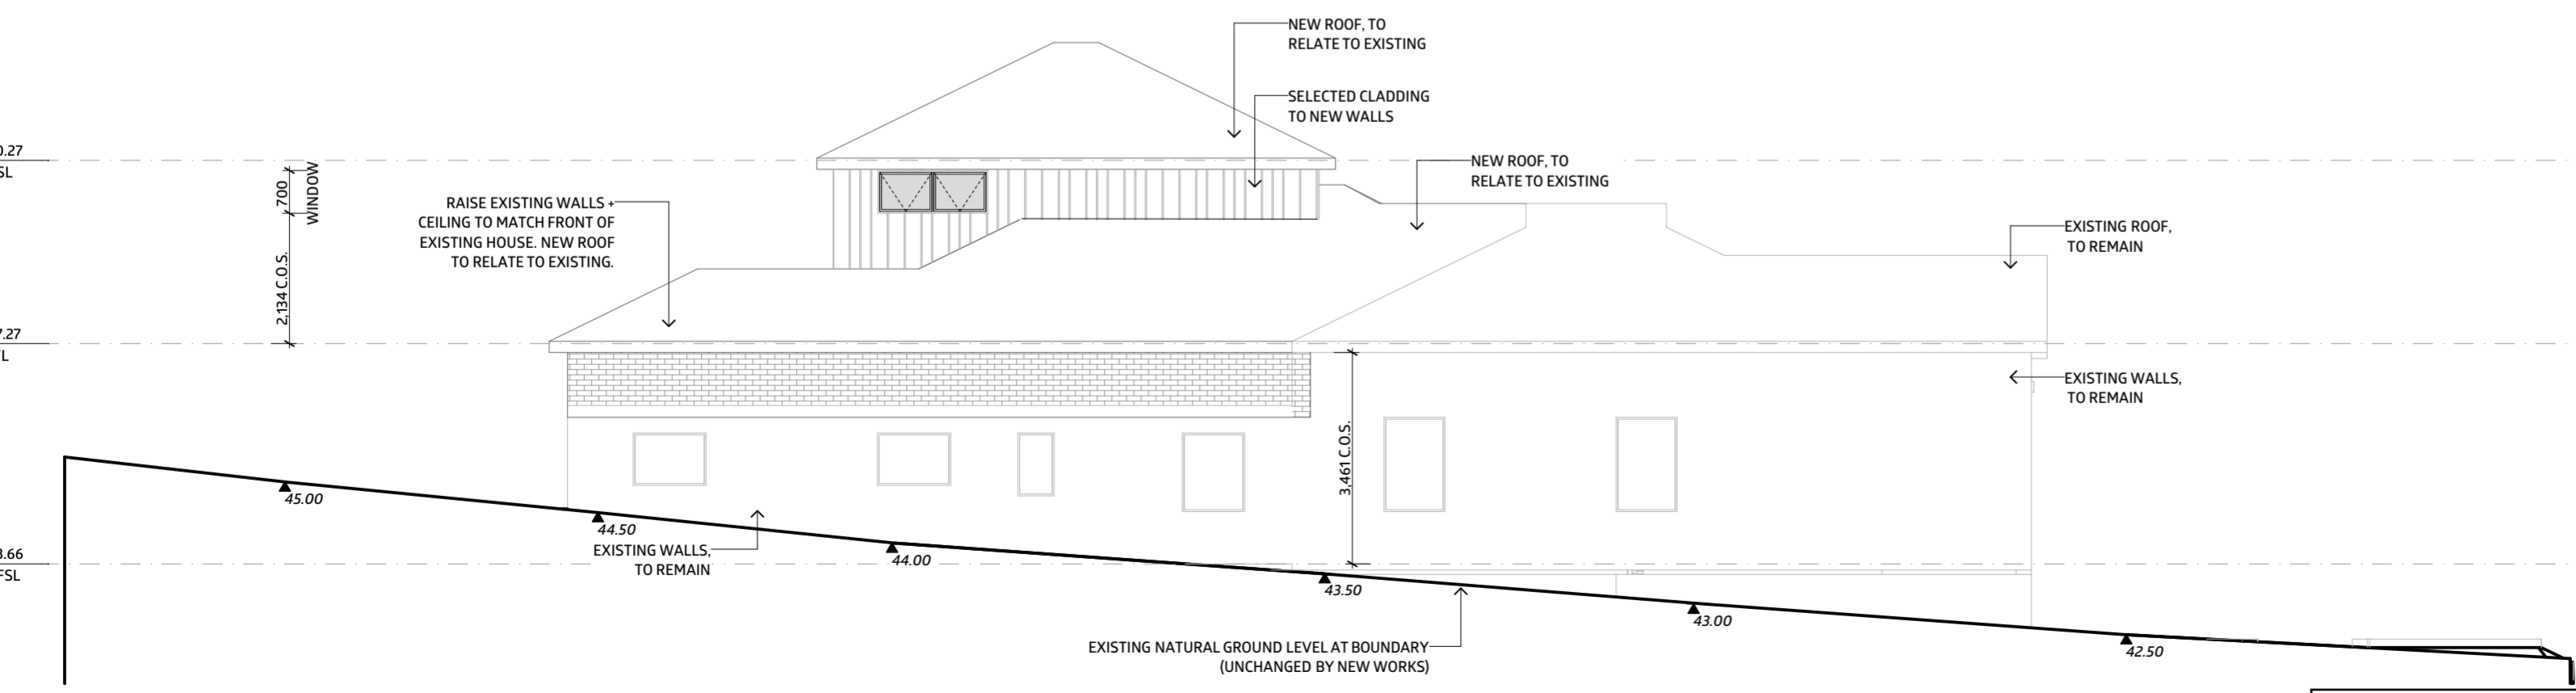 NEW ROOF, TO
RELATE TO EXISTING
SELECTED CLADDING
TO NEW WALLS
0.27
SL
700
WINDOW
NEW ROOF, TO
RELATE TO EXISTING
RAISE EXISTING WALLS +
CEILING TO MATCH FRONT OF
EXISTING HOUSE. NEW ROOF
TO RELATE TO EXISTING.
EXISTING ROOF,
TO REMAIN
2,134 C.O.S.
7.27
EXISTING WALLS,
TO REMAIN
3,461 C.O.S.
45.00
44.50
EXISTING WALLS,
TO REMAIN
44.00
3.66
FSL
43.50
43.00
EXISTING NATURAL GROUND LEVEL AT BOUNDARY
(UNCHANGED BY NEW WORKS)
42.50